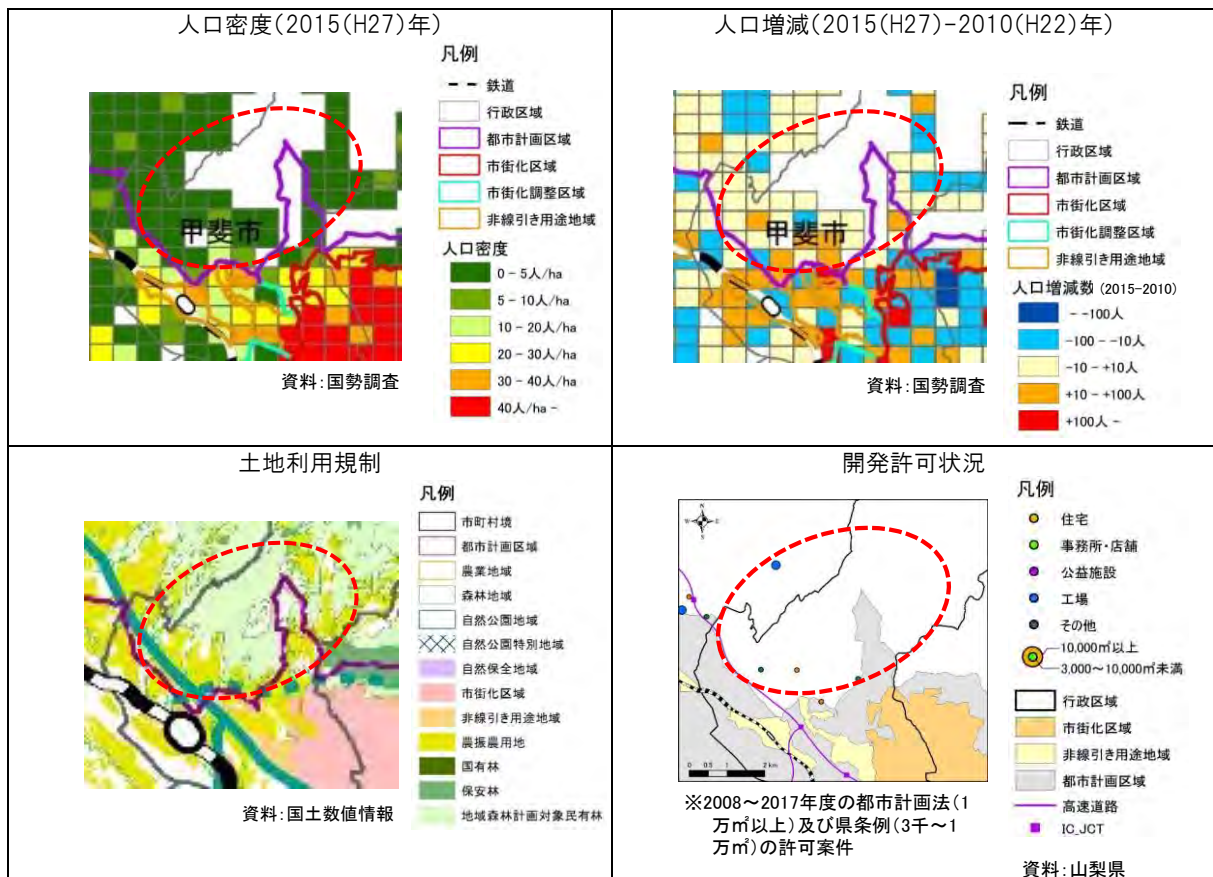 人口密度(2015(H27)年)
凡例
鉄道
行政区域
都市計画区域
市街化区域
市街化調整区域
非線引き用途地域
人口密度
0 - 5人/ha
5 - 10人/ha
10 - 20人/ha
20 - 30人/ha
30 - 40人/ha
40人/ha -
甲斐市
資料:国勢調査
人口増減(2015(H27)-2010(H22)年)
凡例
鉄道
行政区域
都市計画区域
市街化区域
市街化調整区域
非線引き用途地域
人口増減数 (2015-2010)
- -100人
-100 - -10人
-10 - +10人
+10 - +100人
+100人 -
甲斐市
資料:国勢調査
土地利用規制
凡例
市町村境
都市計画区域
農業地域
森林地域
自然公園地域
自然公園特別地域
自然保全地域
市街化区域
非線引き用途地域
農振農用地
国有林
保安林
地域森林計画対象民有林
資料:国土数値情報
開発許可状況
凡例
住宅
事務所・店舗
公益施設
工場
その他
10,000㎡以上
3,000~10,000㎡未満
行政区域
市街化区域
非線引き用途地域
都市計画区域
高速道路
IC_JCT
N
W
E
S
0 0.5 1 2 km
※2008~2017年度の都市計画法(1
万㎡以上)及び県条例(3千~1
万㎡)の許可案件
資料:山梨県